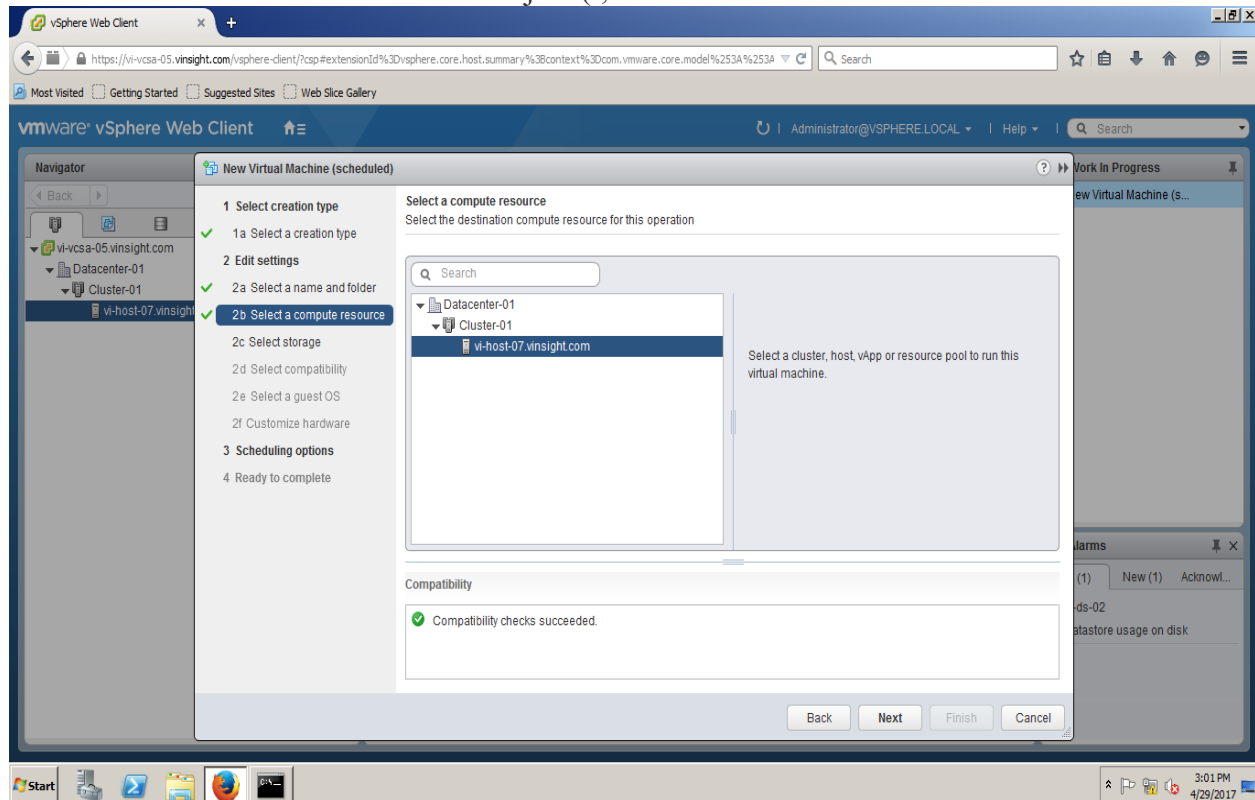 vSphere Web Client
https://vi-vcsa-05.vinsight.com/vsphere-client/?csp#extensionId%3Dvsphere.core.host.summary%3Bcontext%3Dcom.vmware.core.model%253A%253A
Search
Most Visited Getting Started Suggested Sites Web Slice Gallery
vmware® vSphere Web Client
Administrator@VSPHERE.LOCAL Help Search
Navigator
Back
vi-vcsa-05.vinsight.com
Datacenter-01
Cluster-01
vi-host-07.vinsight
New Virtual Machine (scheduled)
1 Select creation type
1a Select a creation type
2 Edit settings
2a Select a name and folder
2b Select a compute resource
2c Select storage
2d Select compatibility
2e Select a guest OS
2f Customize hardware
3 Scheduling options
4 Ready to complete
Select a compute resource
Select the destination compute resource for this operation
Search
Datacenter-01
Cluster-01
vi-host-07.vinsight.com
Select a cluster, host, vApp or resource pool to run this
virtual machine.
Compatibility
Compatibility checks succeeded.
Back Next Finish Cancel
Work In Progress
ew Virtual Machine (s...
larms
(1) New (1) Acknowl...
-ds-02
atastore usage on disk
Start
C:\_
3:01 PM
4/29/2017